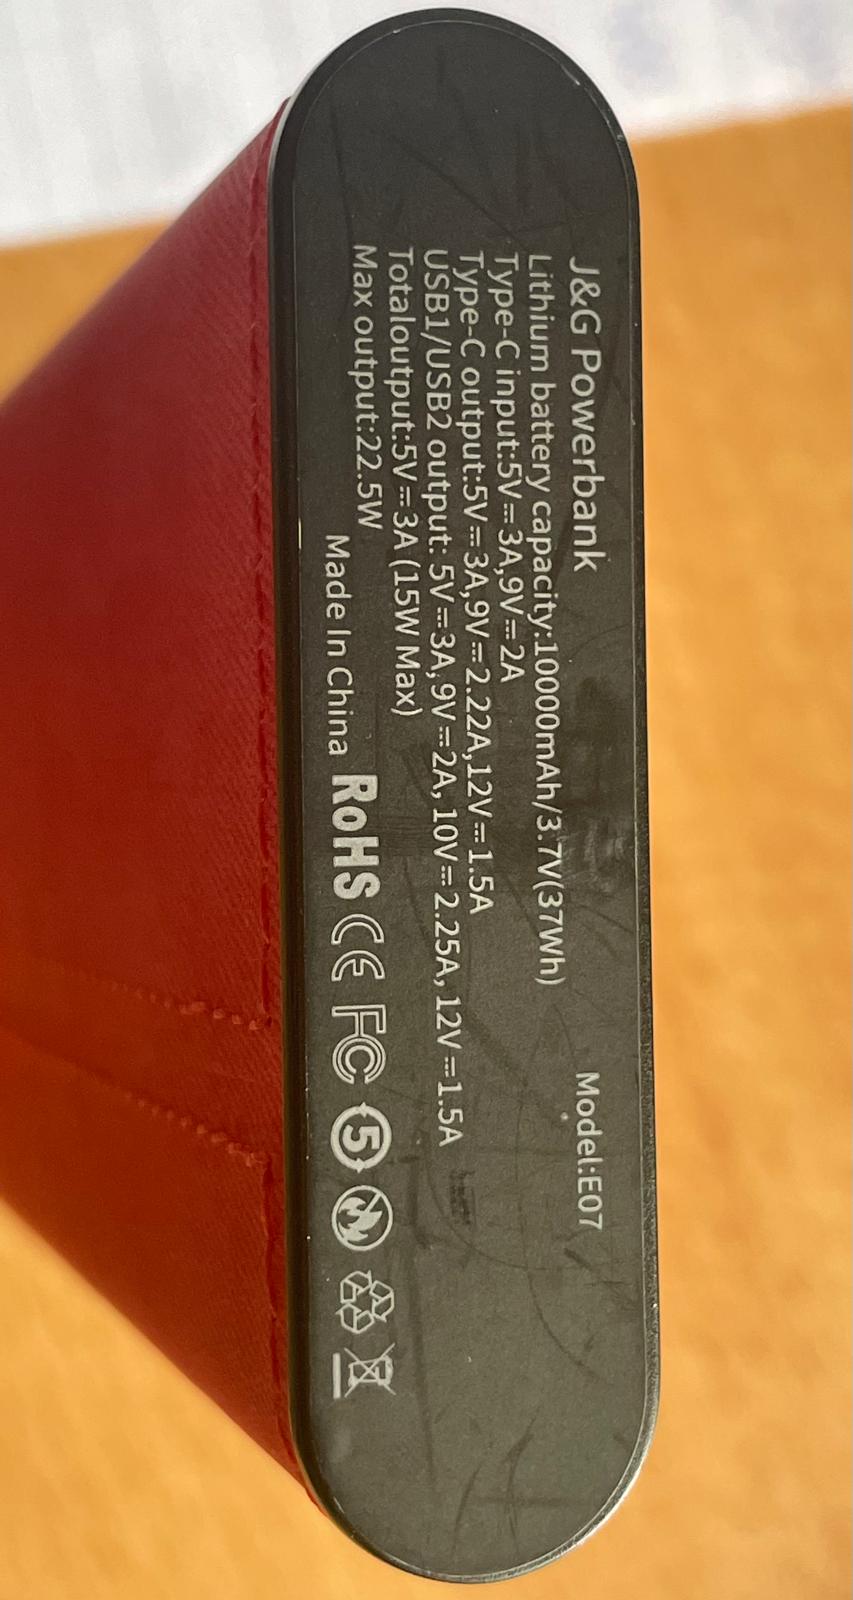 J&G Powerbank Model:E07
Lithium battery capacity:10000mAh/3.7V(37Wh)
Type-C input:5V⎓3A,9V⎓2A
Type-C output:5V⎓3A,9V⎓2.22A,12V⎓1.5A
USB1/USB2 output: 5V⎓3A, 9V⎓2A, 10V⎓2.25A, 12V⎓1.5A
Totaloutput:5V⎓3A (15W Max)
Max output:22.5W
Made In China RoHS CE FC 5